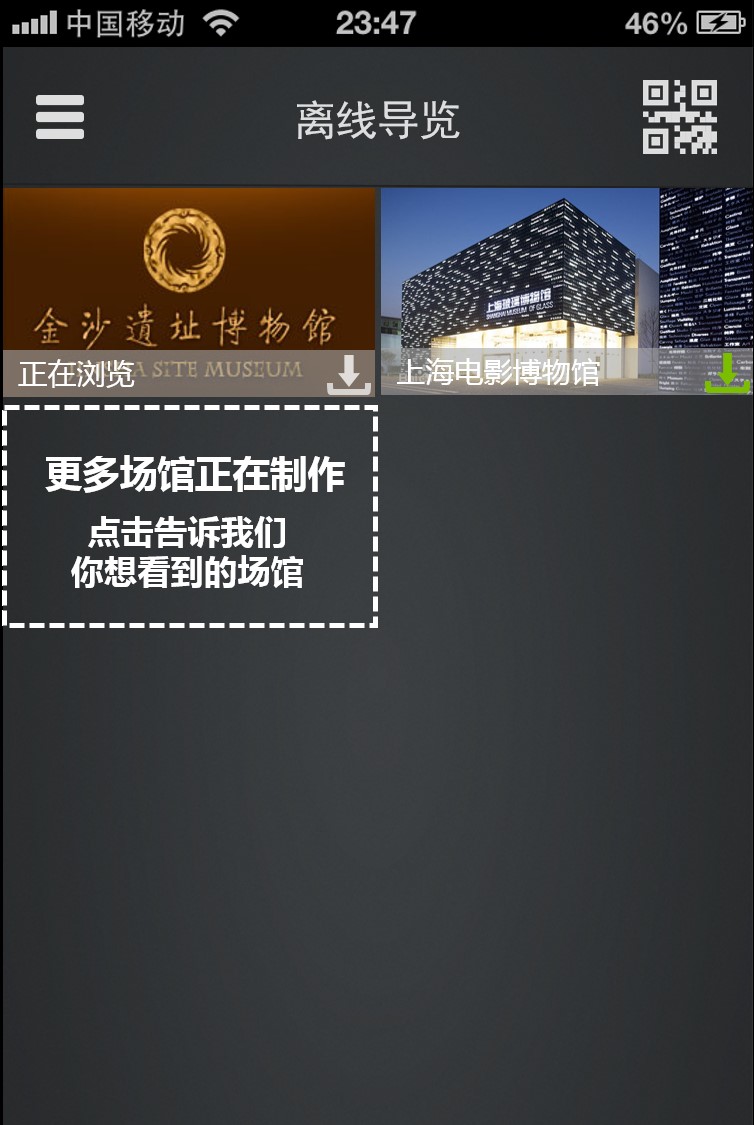 中国移动
23:47
46%
离线导览
金沙遺址博物馆
A SITE MUSEUM
正在浏览
上海玻璃博物馆
SHANGHAI MUSEUM OF GLASS
上海电影博物馆
更多场馆正在制作
点击告诉我们
你想看到的场馆